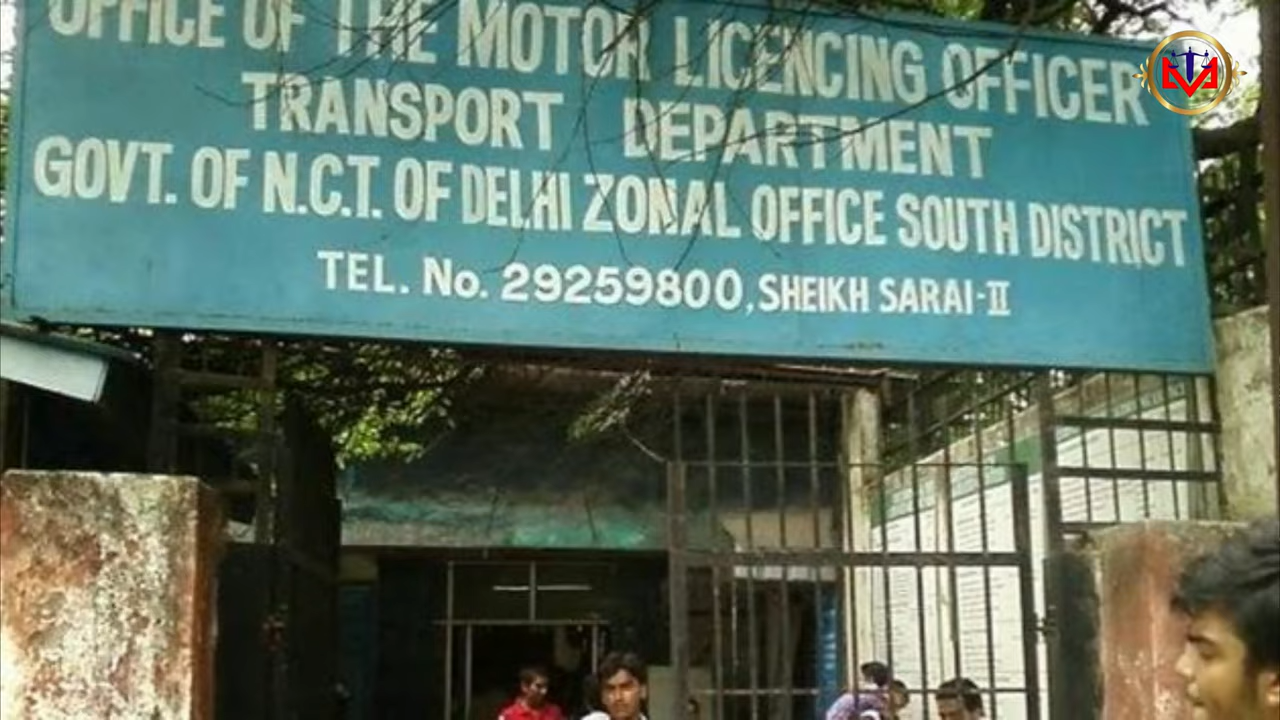 OFFICE OF THE MOTOR LICENCING OFFICER
TRANSPORT DEPARTMENT
GOVT. OF N.C.T. OF DELHI ZONAL OFFICE SOUTH DISTRICT
TEL. No. 29259800, SHEIKH SARAI-II